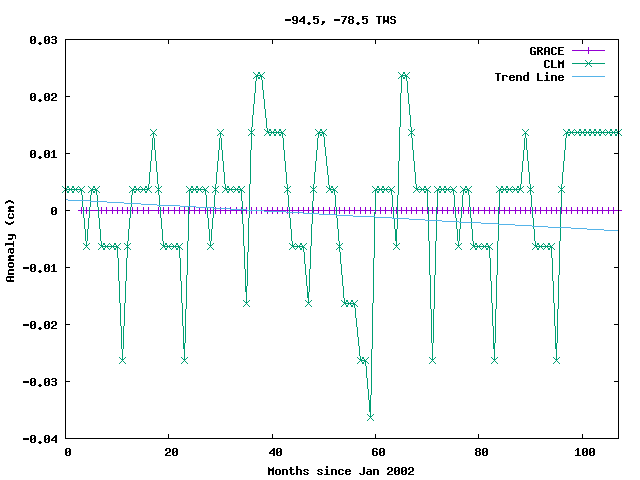 -94.5, -78.5 TWS
GRACE
CLM
Trend Line
0.03
0.02
0.01
0
-0.01
-0.02
-0.03
-0.04
Anomaly (cm)
0 20 40 60 80 100
Months since Jan 2002